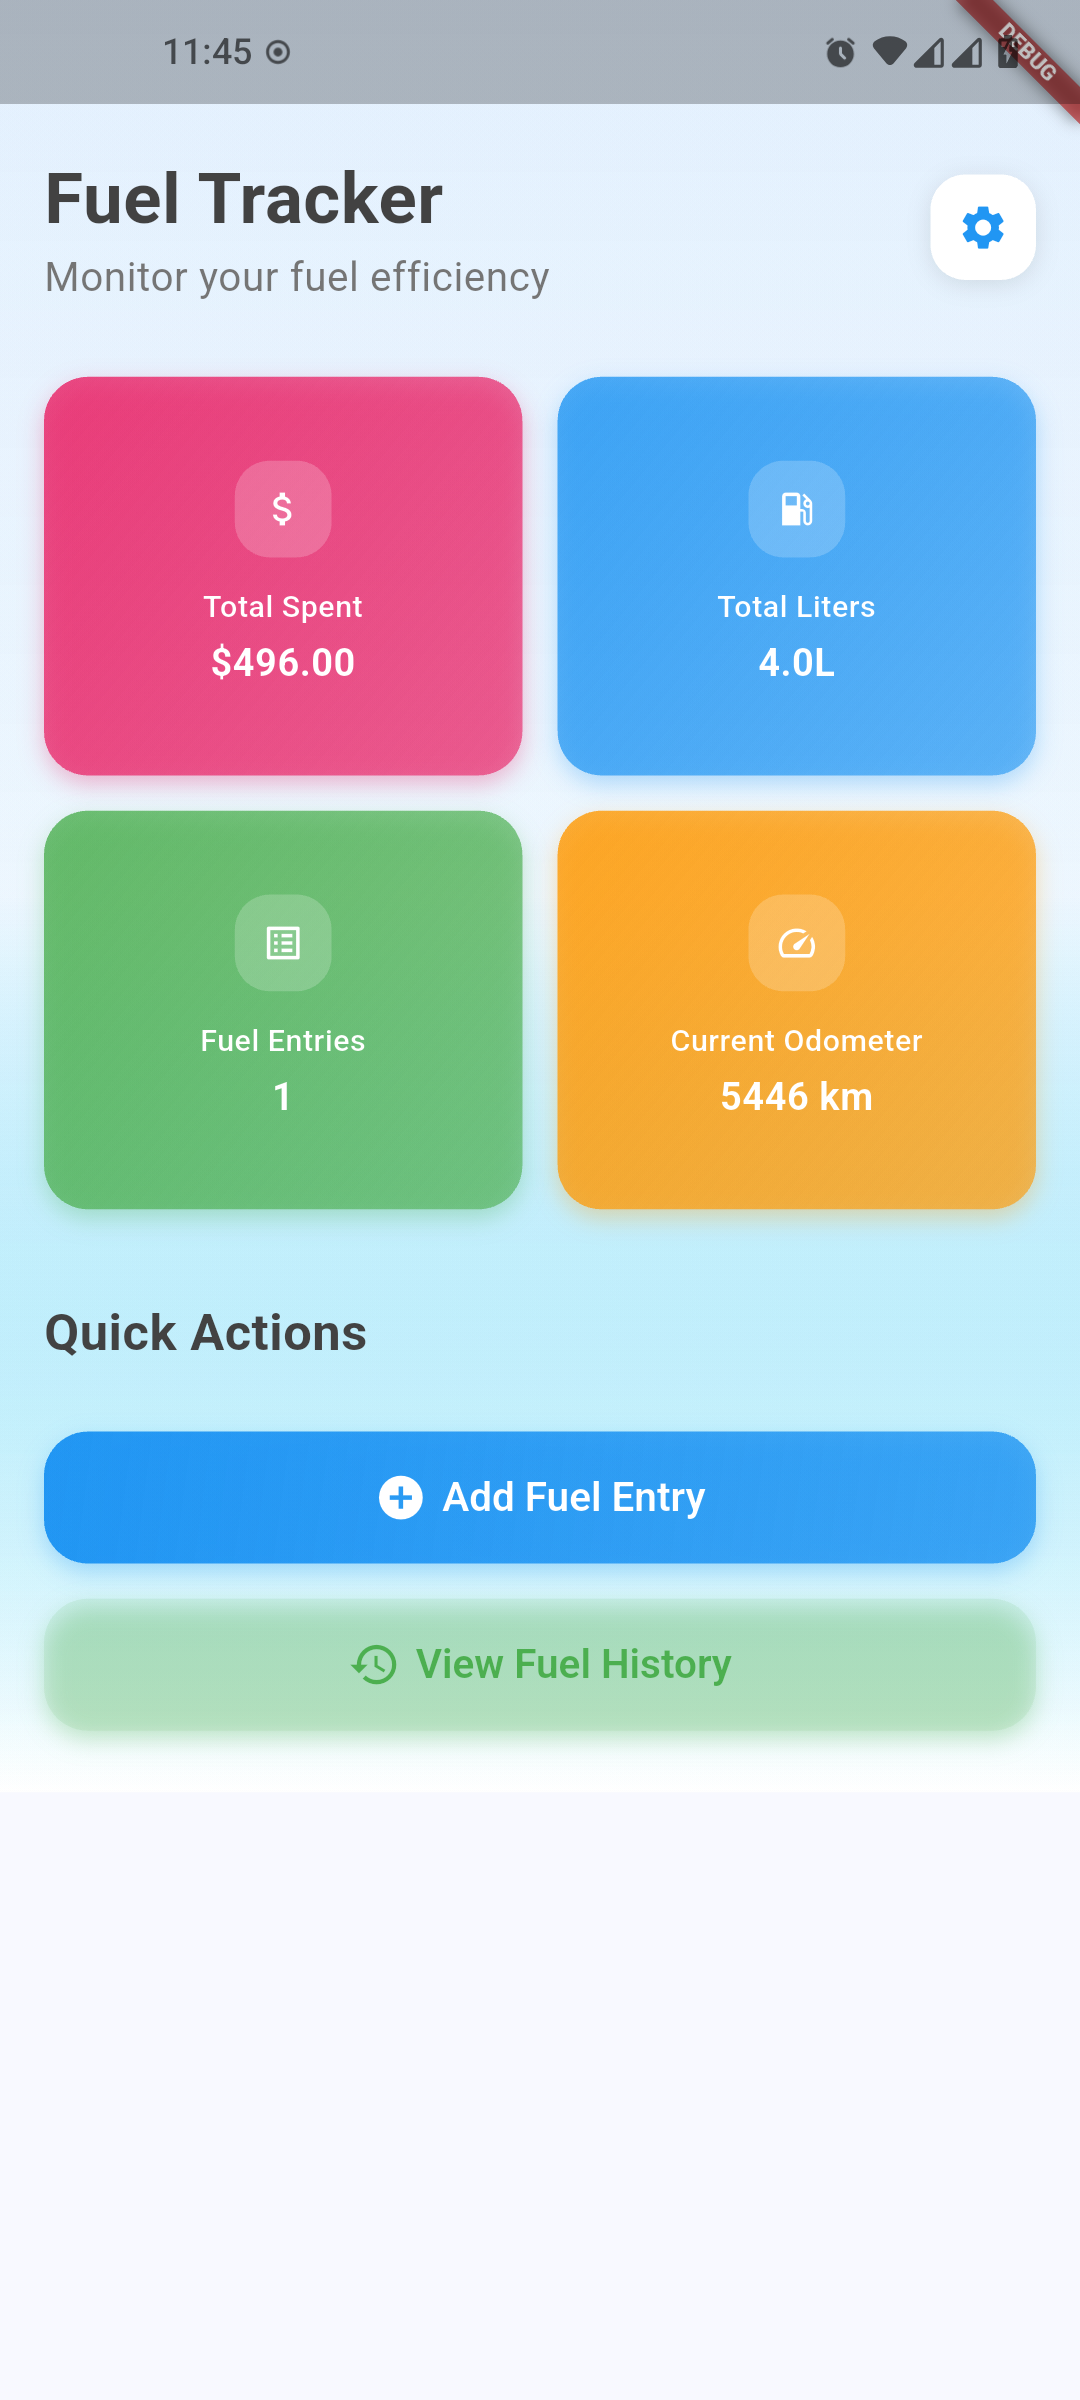 11:45
DEBUG
Fuel Tracker
Monitor your fuel efficiency
$
Total Spent
$496.00
Total Liters
4.0L
Fuel Entries
1
Current Odometer
5446 km
Quick Actions
Add Fuel Entry
View Fuel History